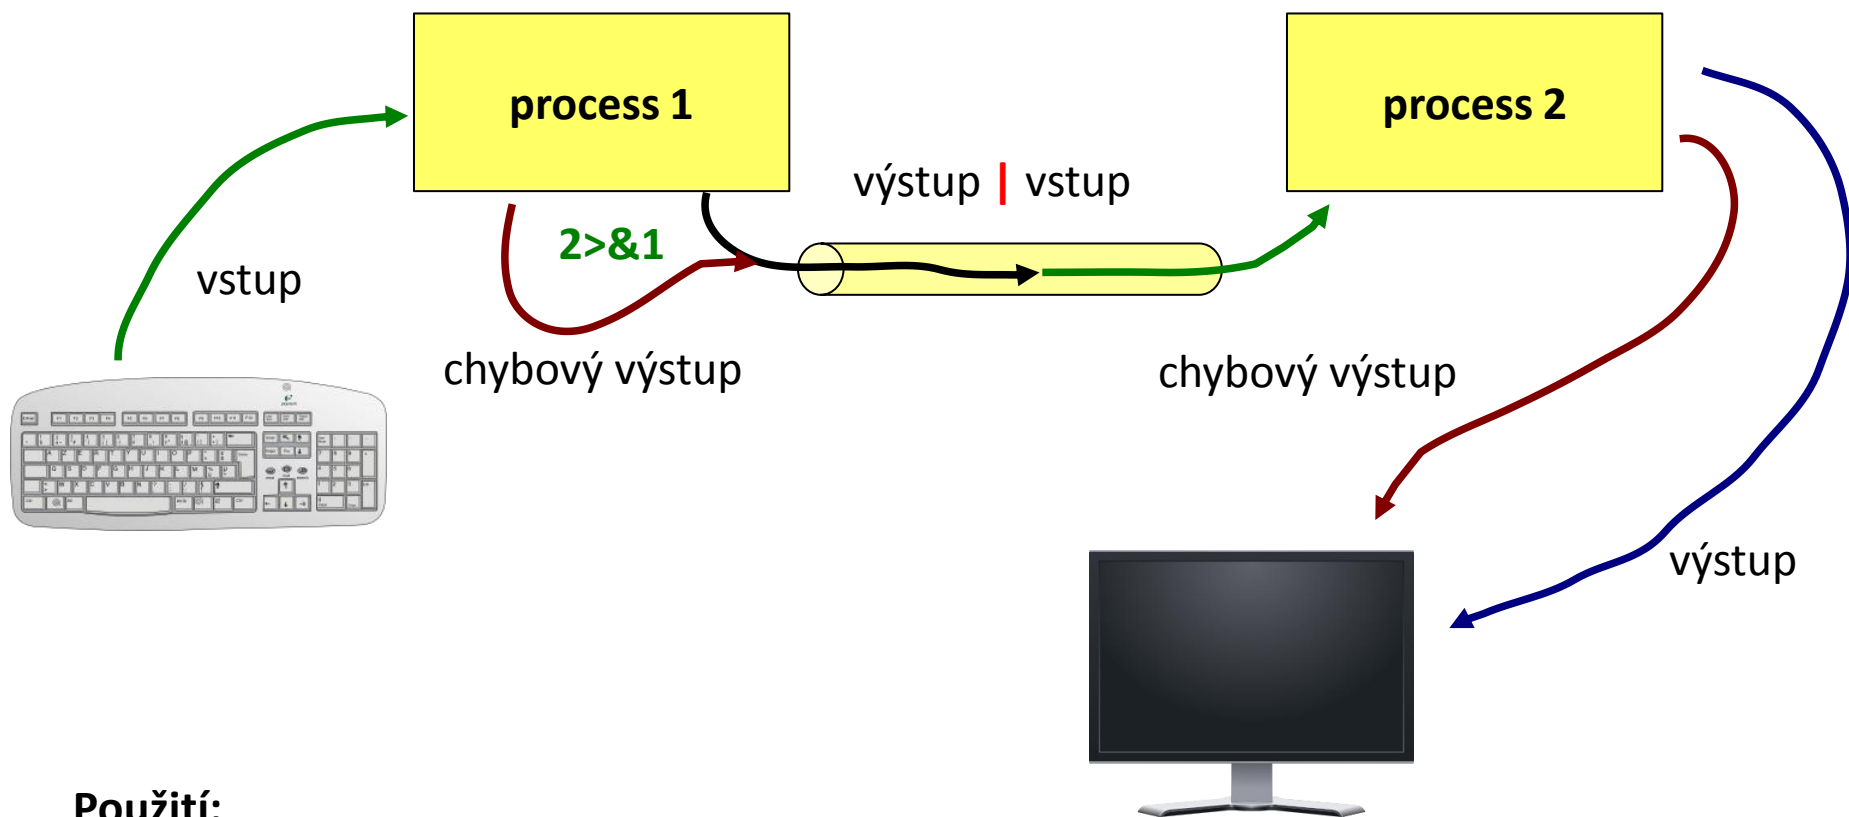 process 1
process 2
výstup | vstup
2>&1
vstup
chybový výstup
chybový výstup
výstup
Použití: